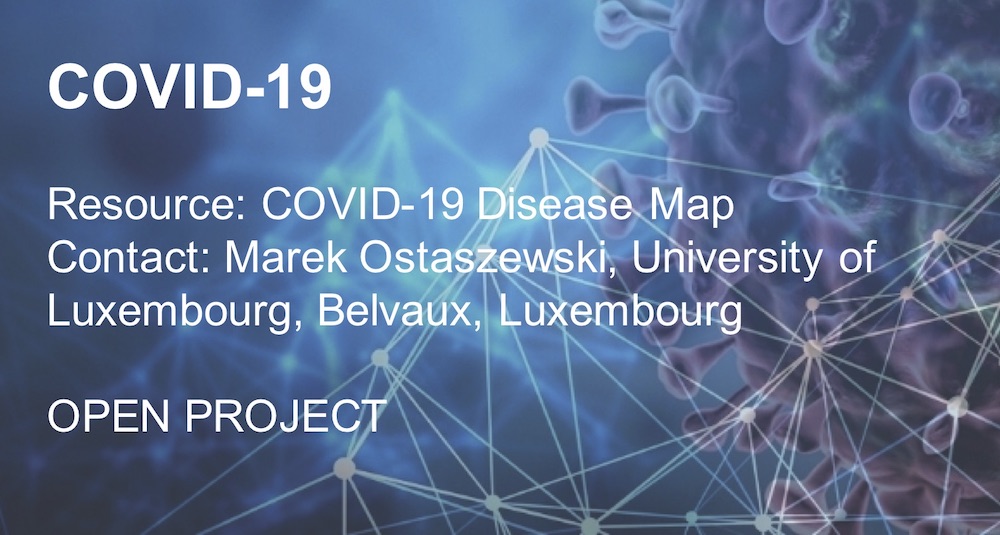 COVID-19
Resource: COVID-19 Disease Map
Contact: Marek Ostaszewski, University of
Luxembourg, Belvaux, Luxembourg
OPEN PROJECT